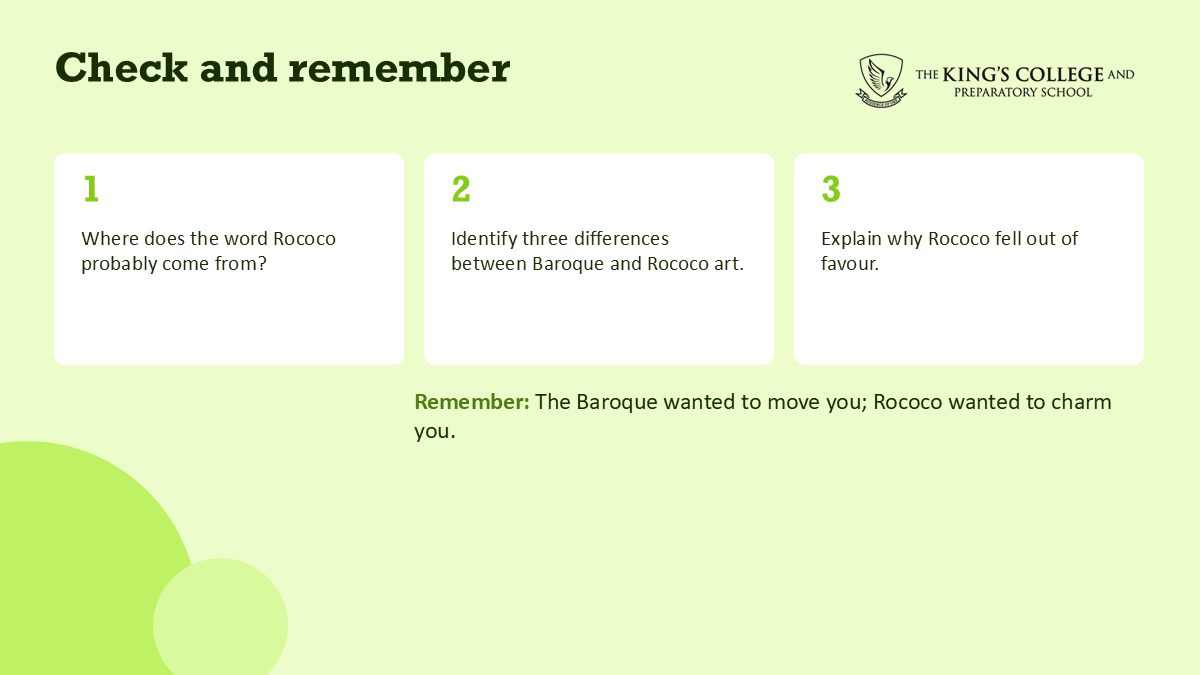 Check and remember
THE KING'S COLLEGE AND
PREPARATORY SCHOOL
1
Where does the word Rococo
probably come from?
2
Identify three differences
between Baroque and Rococo art.
3
Explain why Rococo fell out of
favour.
Remember: The Baroque wanted to move you; Rococo wanted to charm
you.